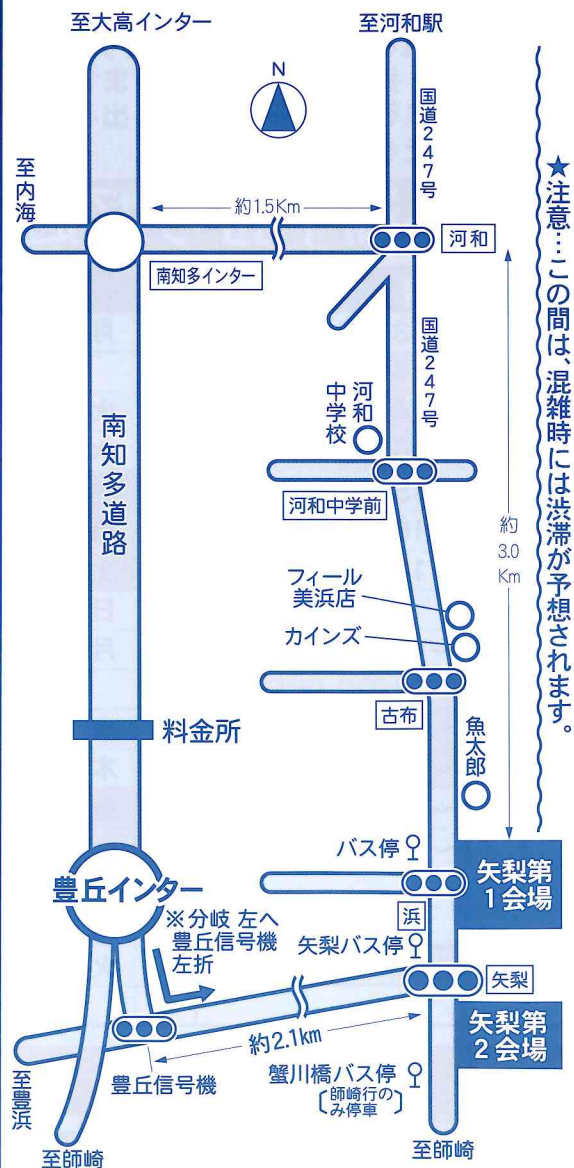 至大高インター
至河和駅
N
国道247号
至内海
約1.5Km
河和
南知多インター
★注意…この間は、混雑時には渋滞が予想されます。
国道247号
河和
中学校
南知多道路
河和中学前
約
3.0
Km
フィール
美浜店
カインズ
古布
料金所
魚太郎
バス停
矢梨第
1会場
豊丘インター
浜
※分岐 左へ
豊丘信号機
左折
矢梨バス停
矢梨
矢梨第
2会場
約2.1km
豊丘信号機
蟹川橋バス停
〔師崎行の
み停車〕
至豊浜
至師崎
至師崎